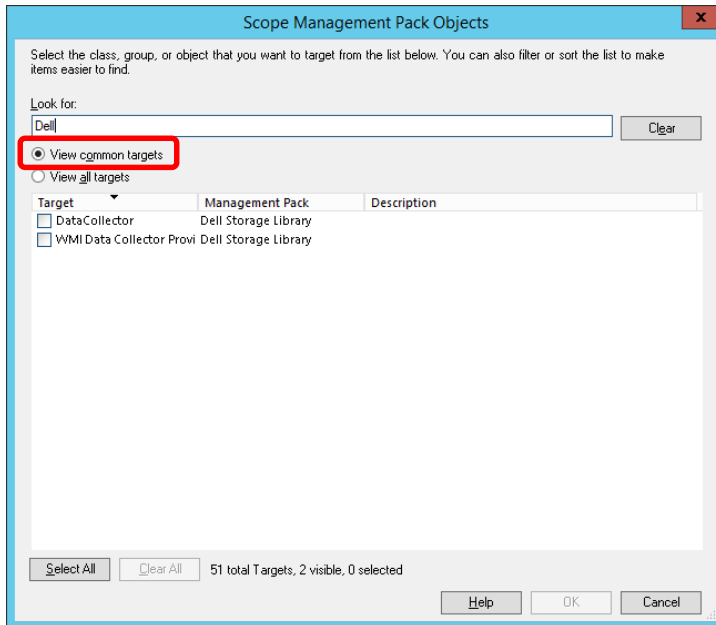 Scope Management Pack Objects
x
Select the class, group, or object that you want to target from the list below. You can also filter or sort the list to make
items easier to find.
Look for:
Dell
Clear
View common targets
View all targets
Target Management Pack Description
DataCollector Dell Storage Library
WMI Data Collector Provi Dell Storage Library
Select All Clear All 51 total Targets, 2 visible, 0 selected
Help OK Cancel